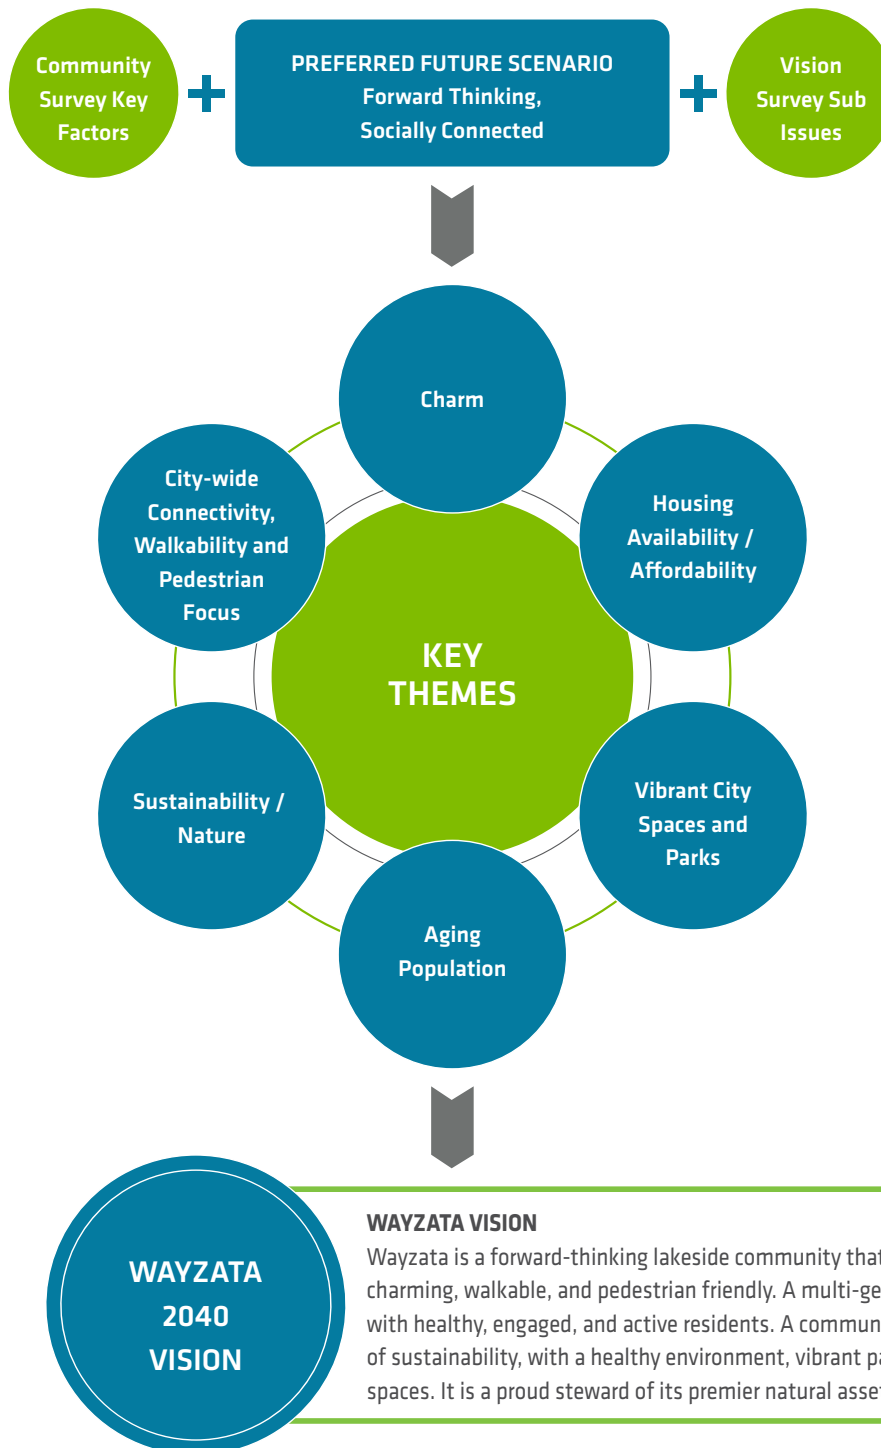 Community
Survey Key
Factors
PREFERRED FUTURE SCENARIO
Forward Thinking,
Socially Connected
Vision
Survey Sub
Issues
Charm
City-wide
Connectivity,
Walkability and
Pedestrian
Focus
Housing
Availability /
Affordability
KEY
THEMES
Sustainability /
Nature
Vibrant City
Spaces and
Parks
Aging
Population
WAYZATA
2040
VISION
WAYZATA VISION
Wayzata is a forward-thinking lakeside community that
charming, walkable, and pedestrian friendly. A multi-ge
with healthy, engaged, and active residents. A commun
of sustainability, with a healthy environment, vibrant pa
spaces. It is a proud steward of its premier natural asse